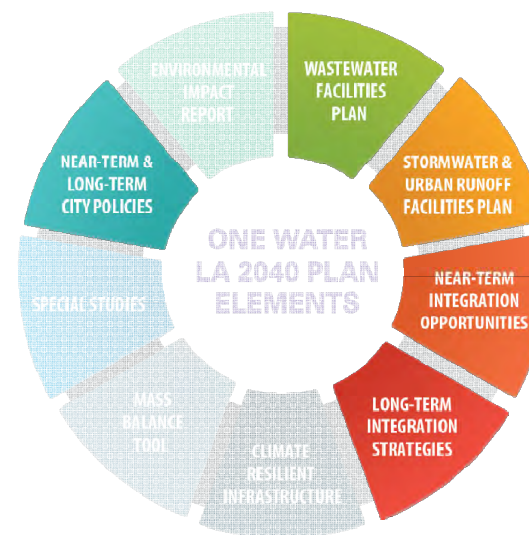 ONE WATER
LA 2040 PLAN
ELEMENTS
WASTEWATER
FACILITIES
PLAN
STORMWATER &
URBAN RUNOFF
FACILITIES PLAN
NEAR-TERM
INTEGRATION
OPPORTUNITIES
LONG-TERM
INTEGRATION
STRATEGIES
CLIMATE
RESILIENT
INFRASTRUCTURE
MASS
BALANCE
TOOL
SPECIAL STUDIES
NEAR-TERM &
LONG-TERM
CITY POLICIES
ENVIRONMENTAL
IMPACT
REPORT